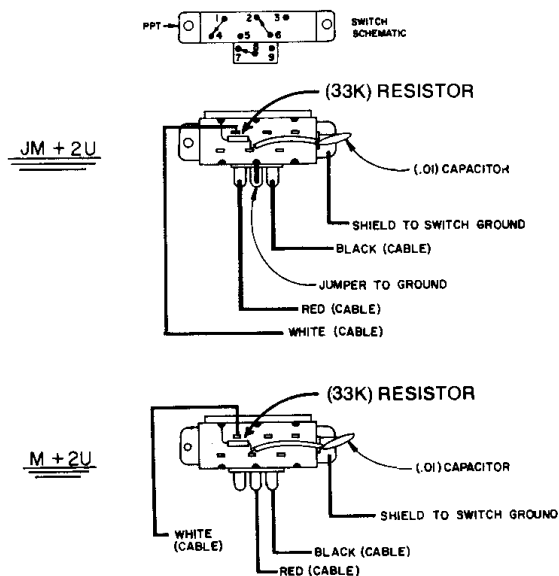 PPT
1 2 3
4 5 6
7 8 9
SWITCH
SCHEMATIC
(33K) RESISTOR
JM + 2U
(.01) CAPACITOR
SHIELD TO SWITCH GROUND
BLACK (CABLE)
JUMPER TO GROUND
RED (CABLE)
WHITE (CABLE)
(33K) RESISTOR
M + 2U
(.01) CAPACITOR
SHIELD TO SWITCH GROUND
WHITE
(CABLE)
BLACK (CABLE)
RED (CABLE)